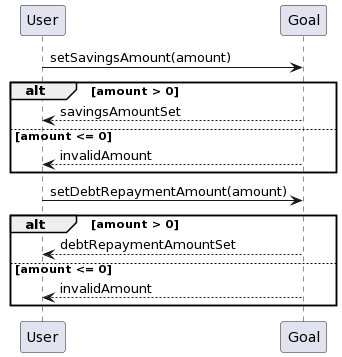 User Goal
setSavingsAmount(amount)
alt [amount > 0]
savingsAmountSet
[amount <= 0]
invalidAmount
setDebtRepaymentAmount(amount)
alt [amount > 0]
debtRepaymentAmountSet
[amount <= 0]
invalidAmount
User Goal